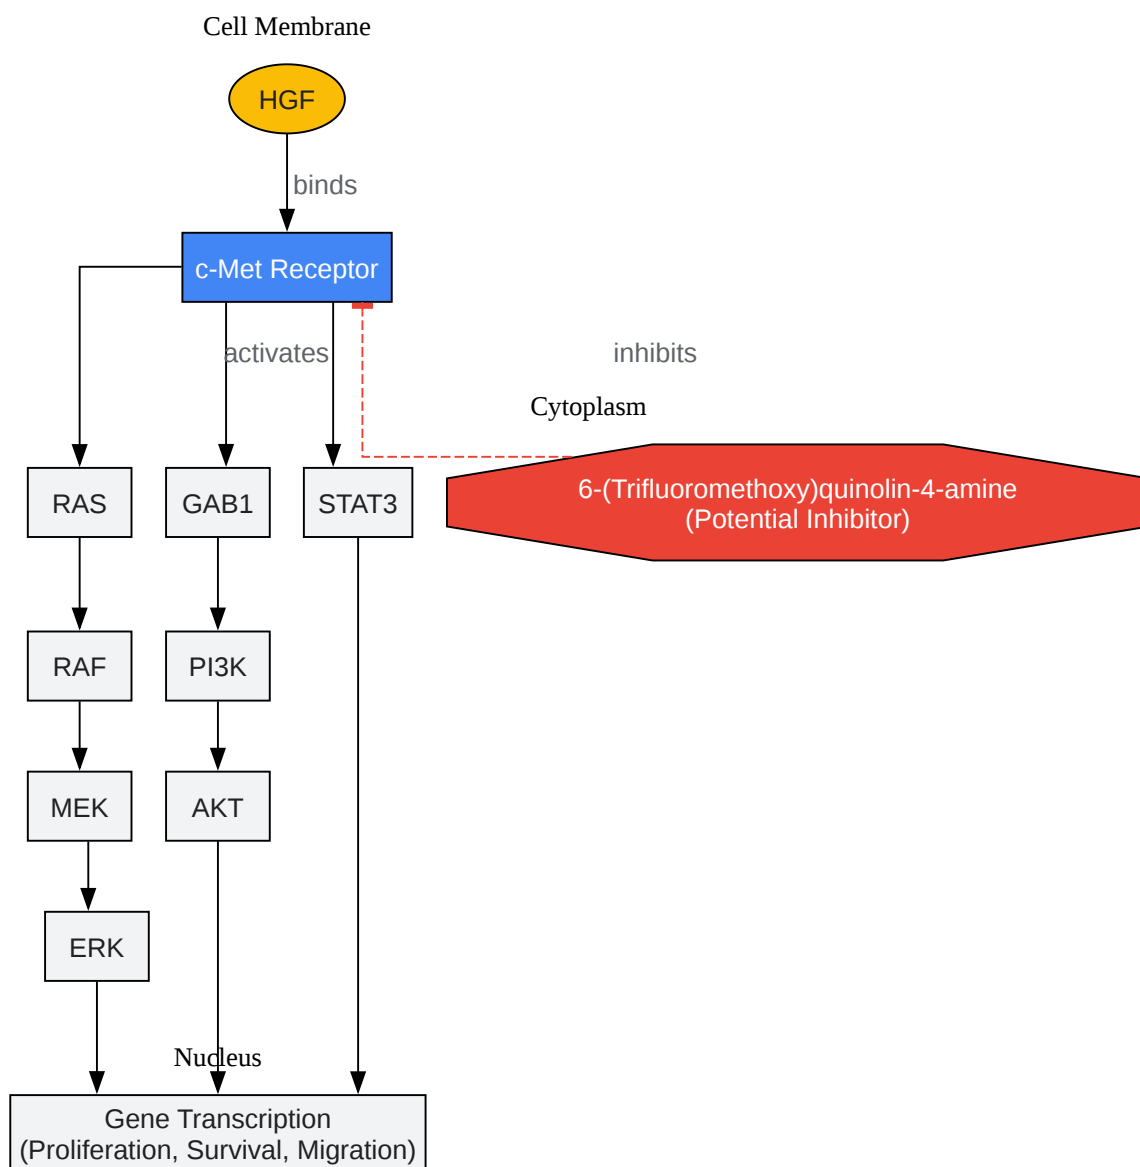 Cell Membrane
HGF
binds
c-Met Receptor
activates
inhibits
Cytoplasm
RAS
GAB1
STAT3
6-(Trifluoromethoxy)quinolin-4-amine
(Potential Inhibitor)
RAF
PI3K
MEK
AKT
ERK
Nucleus
Gene Transcription
(Proliferation, Survival, Migration)